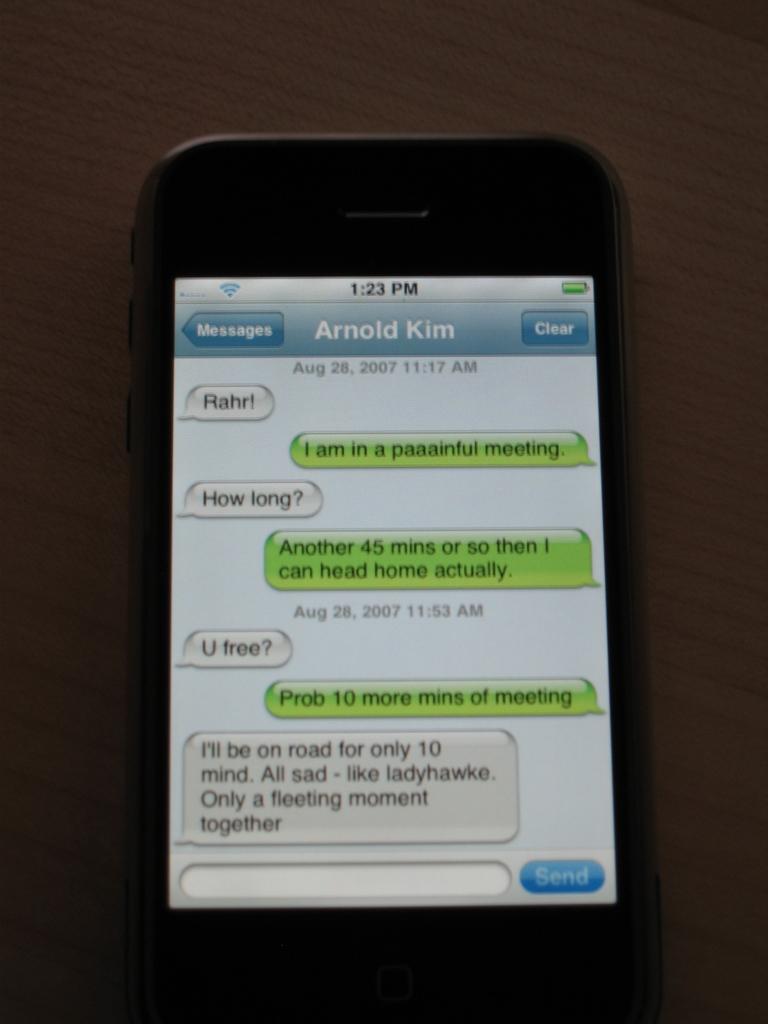 1:23 PM
Messages Arnold Kim Clear
Aug 28, 2007 11:17 AM
Rahr!
I am in a paaainful meeting.
How long?
Another 45 mins or so then I
can head home actually.
Aug 28, 2007 11:53 AM
U free?
Prob 10 more mins of meeting
I'll be on road for only 10
mind. All sad - like ladyhawke.
Only a fleeting moment
together
Send